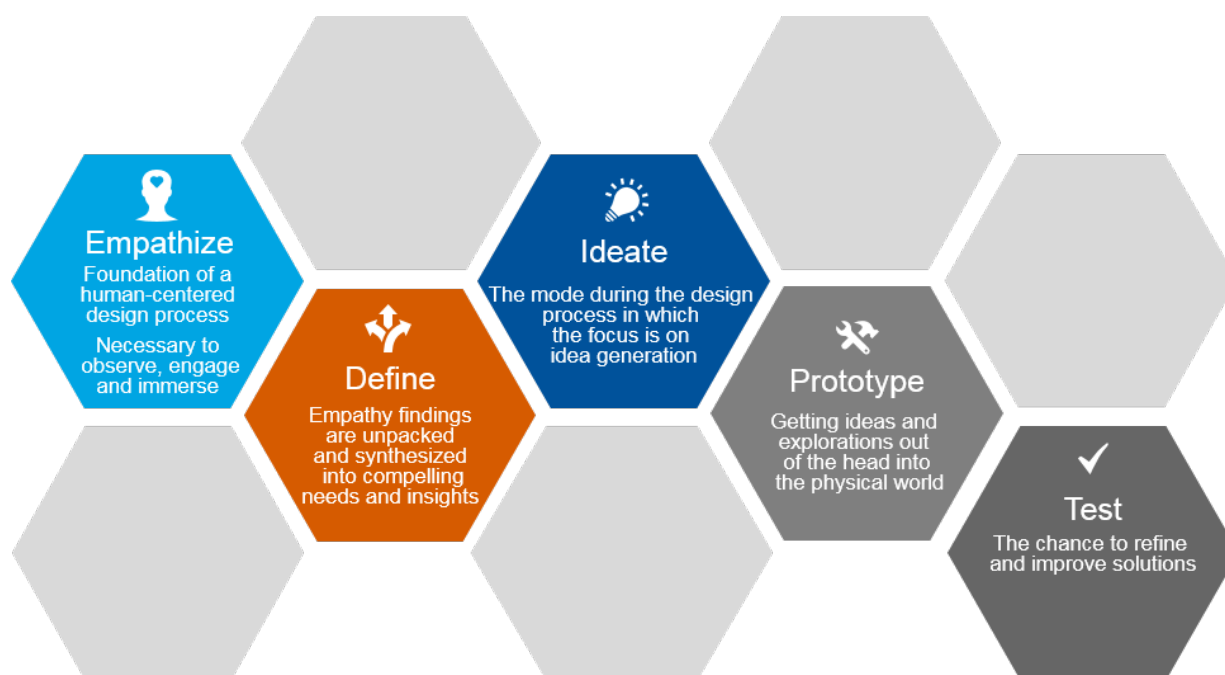 Empathize
Foundation of a
human-centered
design process
Necessary to
observe, engage
and immerse
Define
Empathy findings
are unpacked
and synthesized
into compelling
needs and insights
Ideate
The mode during the design
process in which
the focus is on
idea generation
Prototype
Getting ideas and
explorations out
of the head into
the physical world
Test
The chance to refine
and improve solutions